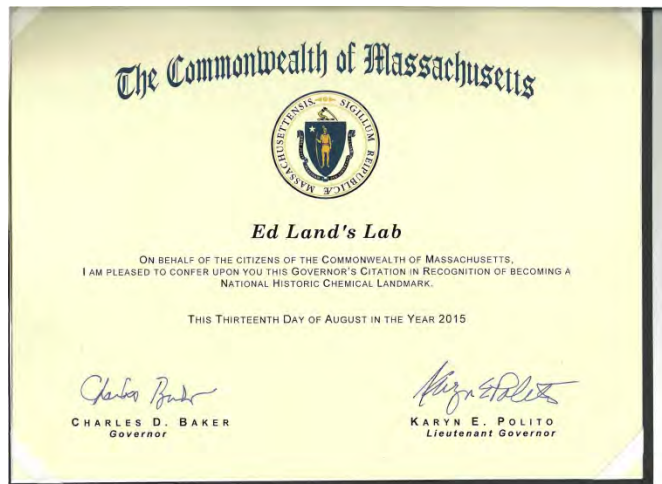 The Commonwealth of Massachusetts
SIGILLUM REIPUBLICÆ MASSACHUSETTENSIS
Ed Land's Lab
ON BEHALF OF THE CITIZENS OF THE COMMONWEALTH OF MASSACHUSETTS,
I AM PLEASED TO CONFER UPON YOU THIS GOVERNOR'S CITATION IN RECOGNITION OF BECOMING A
NATIONAL HISTORIC CHEMICAL LANDMARK.
THIS THIRTEENTH DAY OF AUGUST IN THE YEAR 2015
CHARLES D. BAKER
Governor
KARYN E. POLITO
Lieutenant Governor